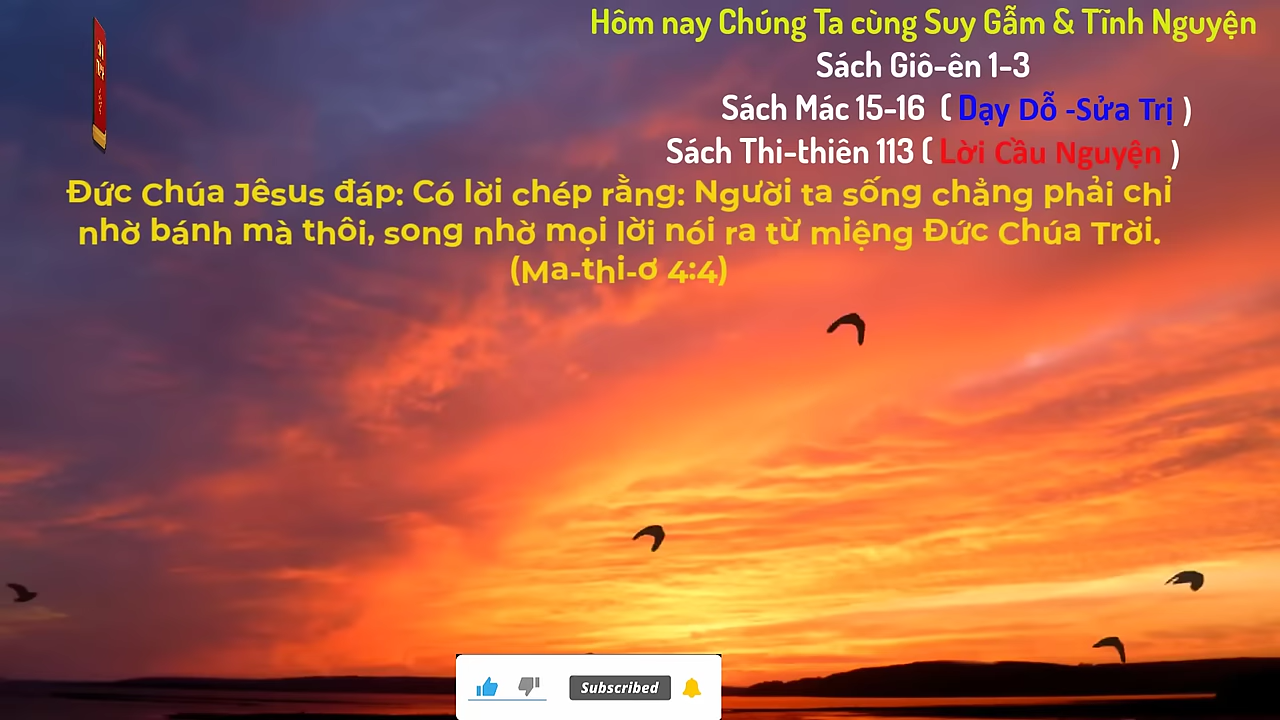 Hôm nay Chúng Ta cùng Suy Gẫm & Tĩnh Nguyện
Sách Giô-ên 1-3
Sách Mác 15-16 ( Dạy Dỗ -Sửa Trị )
Sách Thi-thiên 113 ( Lời Cầu Nguyện )
Đức Chúa Jêsus đáp: Có lời chép rằng: Người ta sống chẳng phải chỉ
nhờ bánh mà thôi, song nhờ mọi lời nói ra từ miệng Đức Chúa Trời.
(Ma-thi-ơ 4:4)
Subscribed